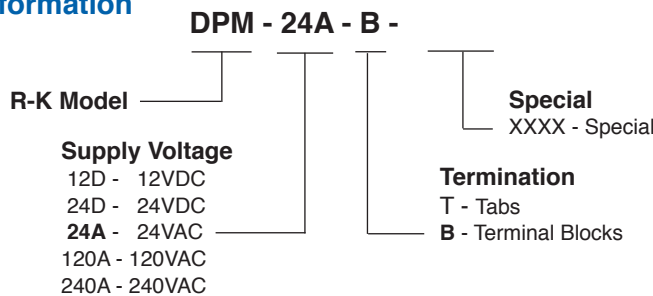 formation
DPM - 24A - B -
R-K Model
Special
XXXX - Special
Supply Voltage
12D - 12VDC
24D - 24VDC
24A - 24VAC
120A - 120VAC
240A - 240VAC
Termination
T - Tabs
B - Terminal Blocks